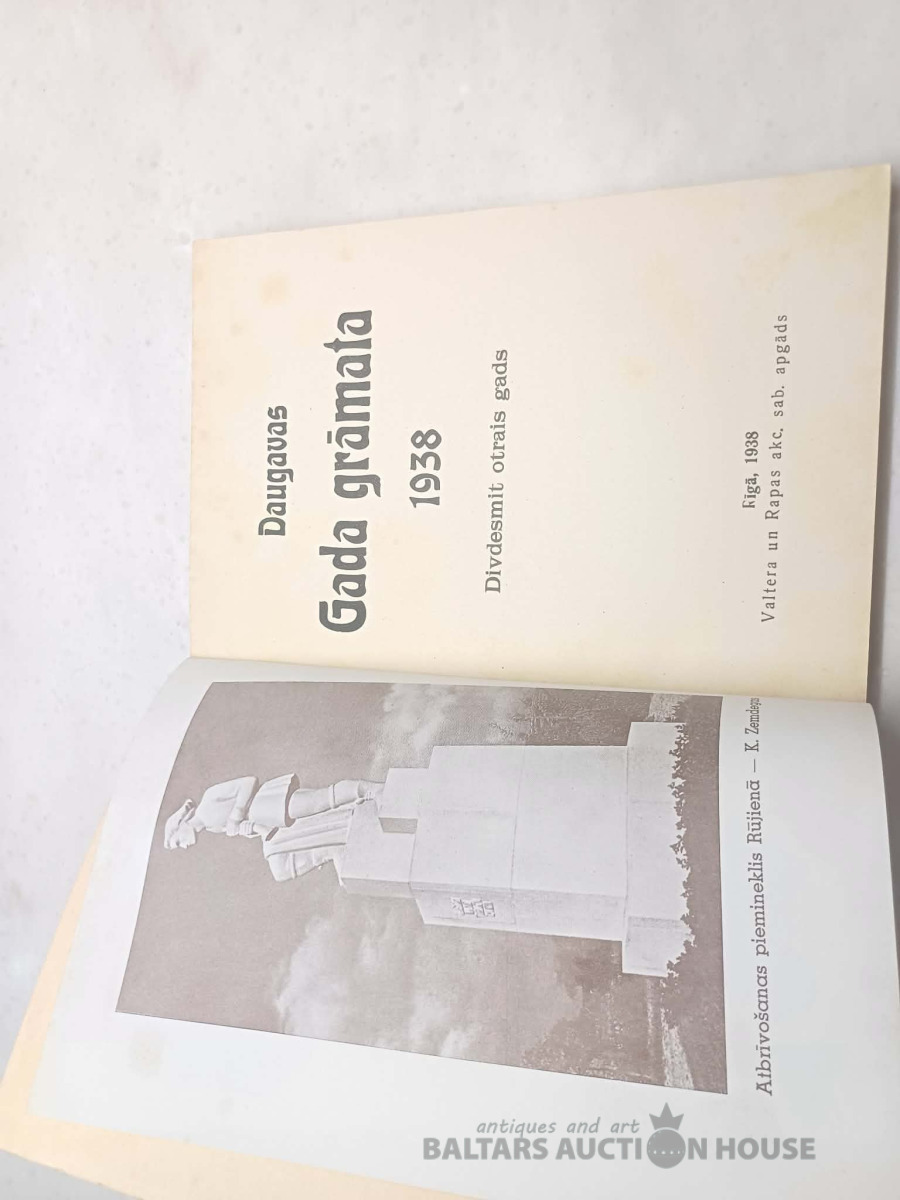 Daugavas
Gada grāmata
1938
Divdesmit otrais gads
Rīgā, 1938
Valtera un Rapas akc. sab. apgāds
Atbrīvošanas piemineklis Rūjienā — K. Zemdega
antiques and art
BALTARS AUCTION HOUSE